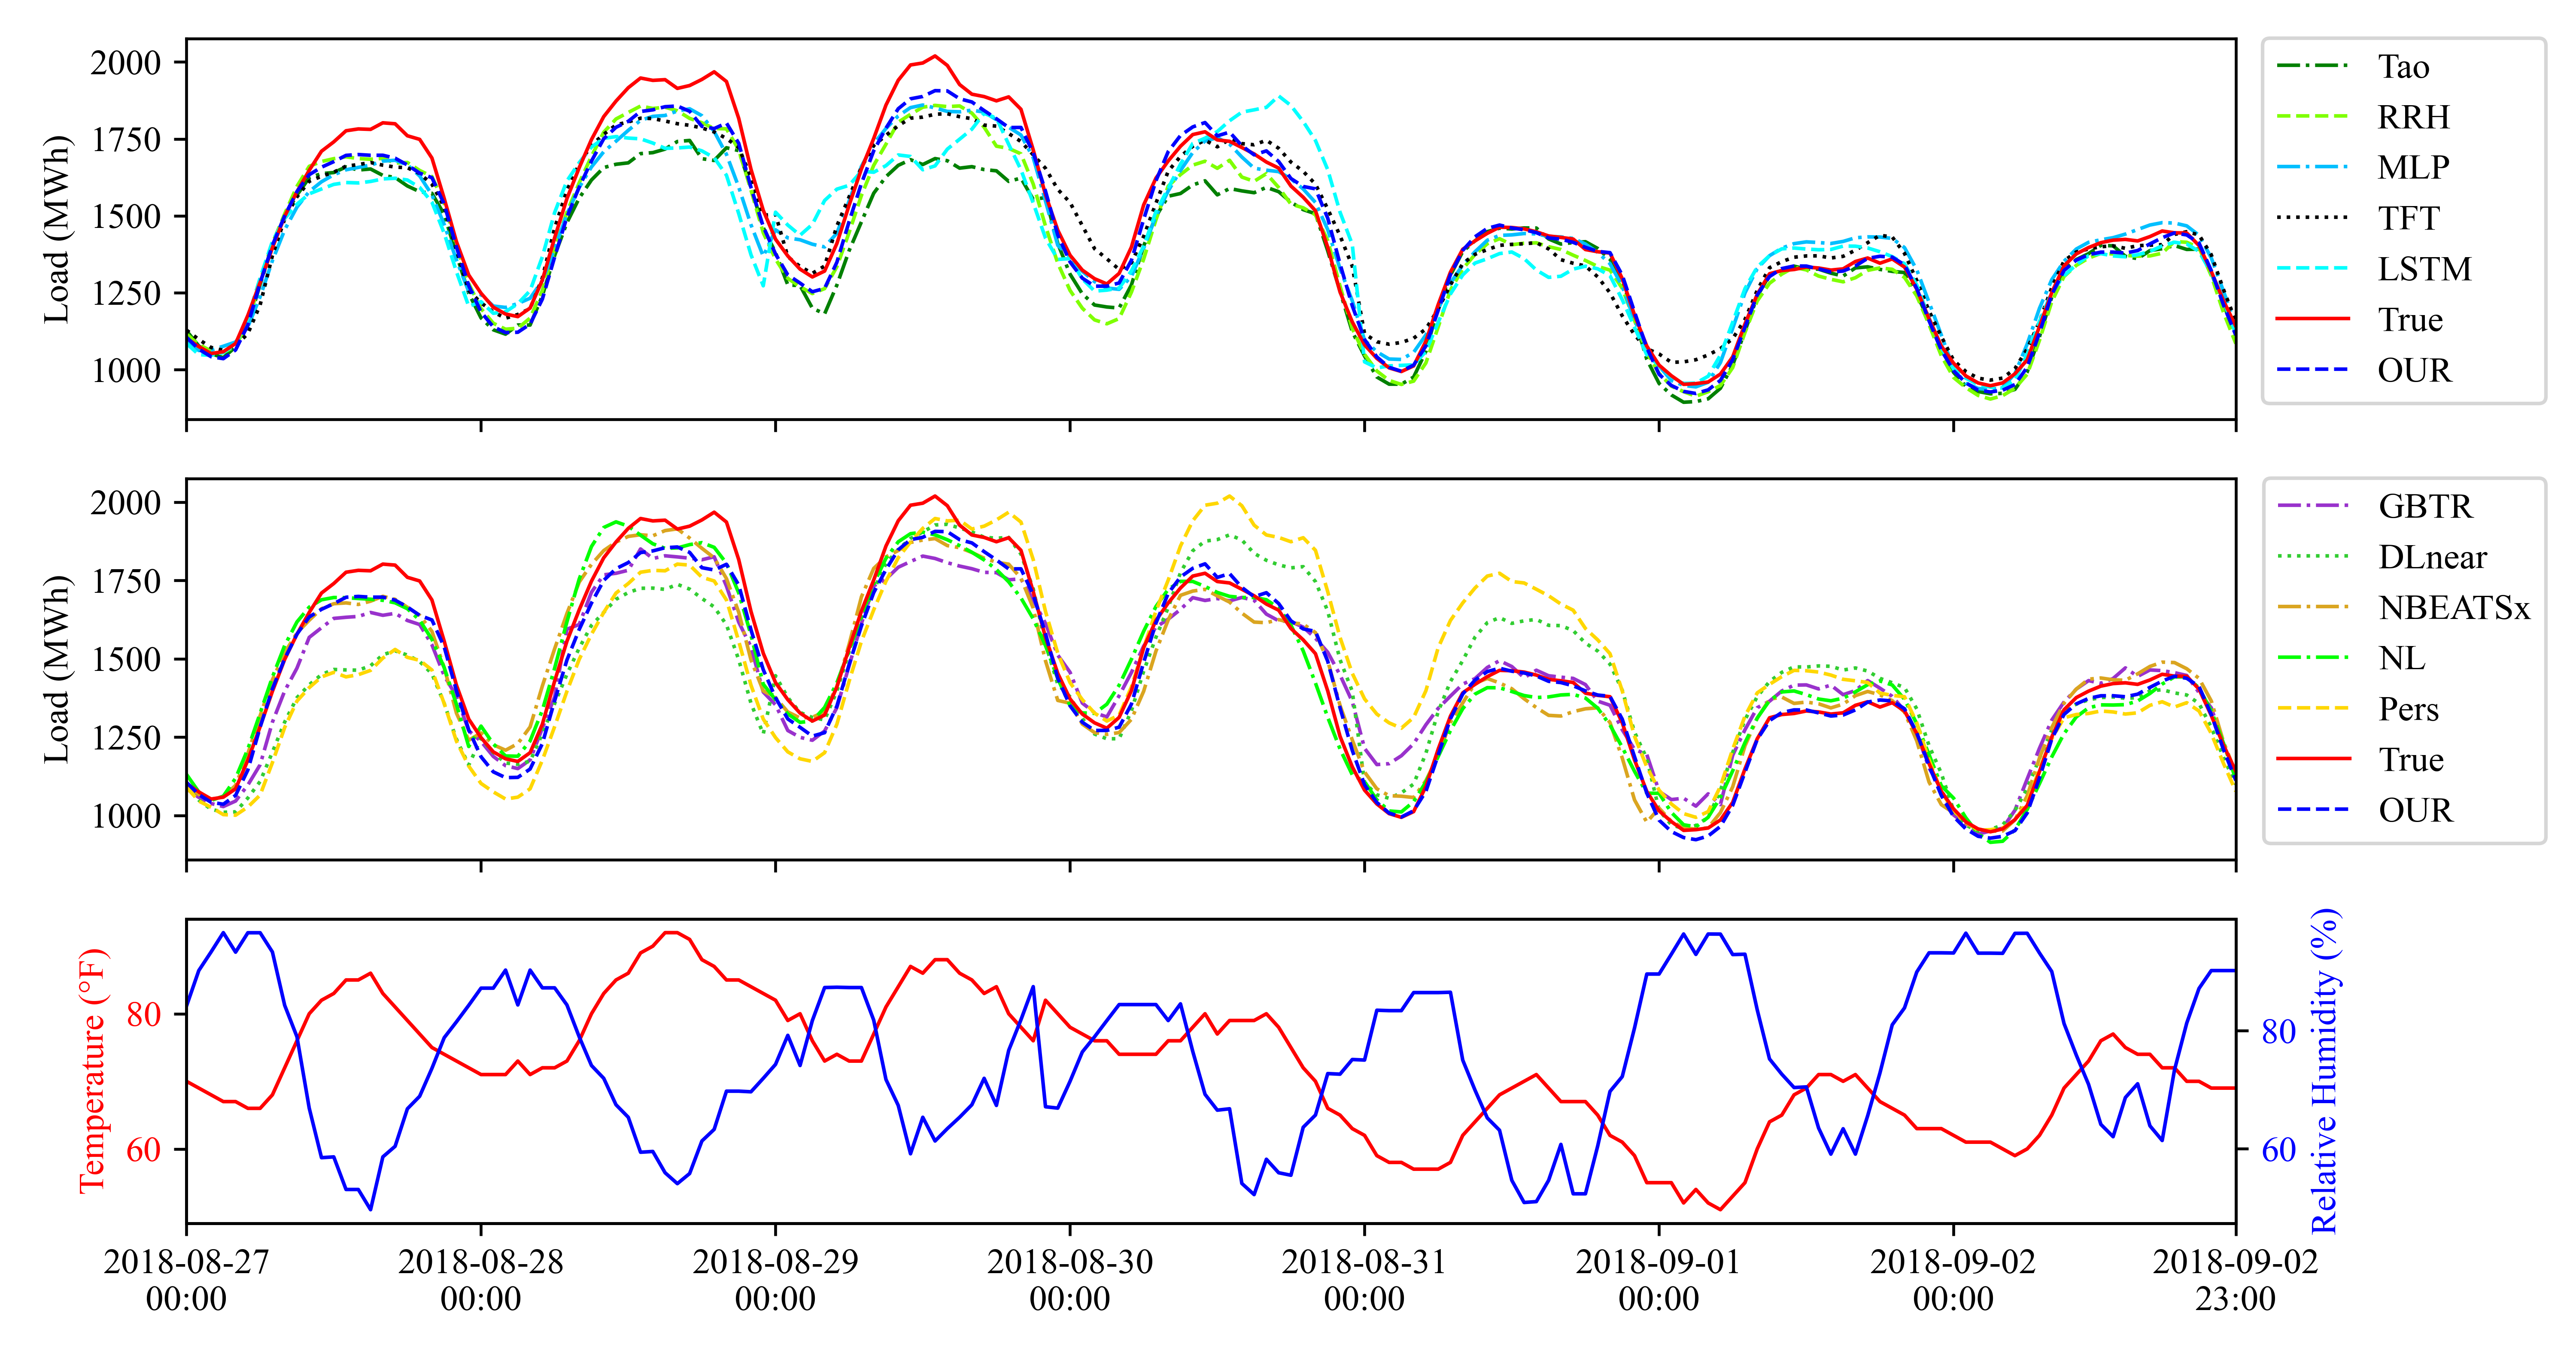 Load (MWh)
2000
1750
1500
1250
1000
Tao
RRH
MLP
TFT
LSTM
True
OUR
Load (MWh)
2000
1750
1500
1250
1000
GBTR
DLnear
NBEATSx
NL
Pers
True
OUR
Temperature (°F)
80
60
80
60
Relative Humidity (%)
2018-08-27 2018-08-28 2018-08-29 2018-08-30 2018-08-31 2018-09-01 2018-09-02 2018-09-02
00:00 00:00 00:00 00:00 00:00 00:00 00:00 23:00